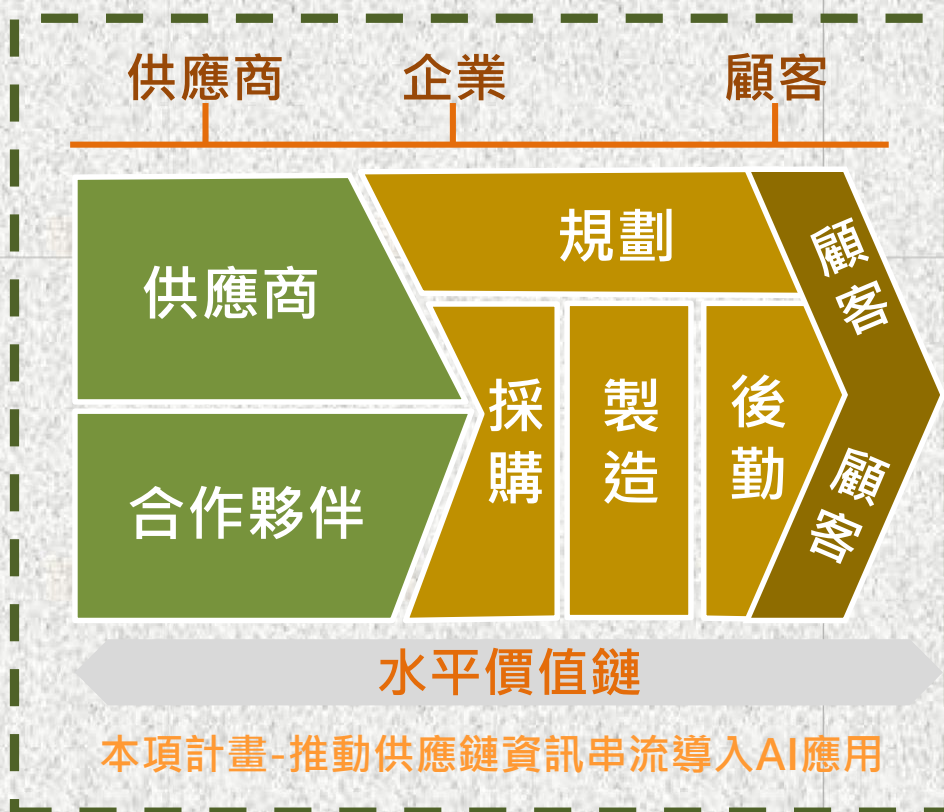 供應商 企業 顧客
供應商
規劃
顧客
合作夥伴
採購
製造
後勤
顧客
水平價值鏈
本項計畫-推動供應鏈資訊串流導入AI應用